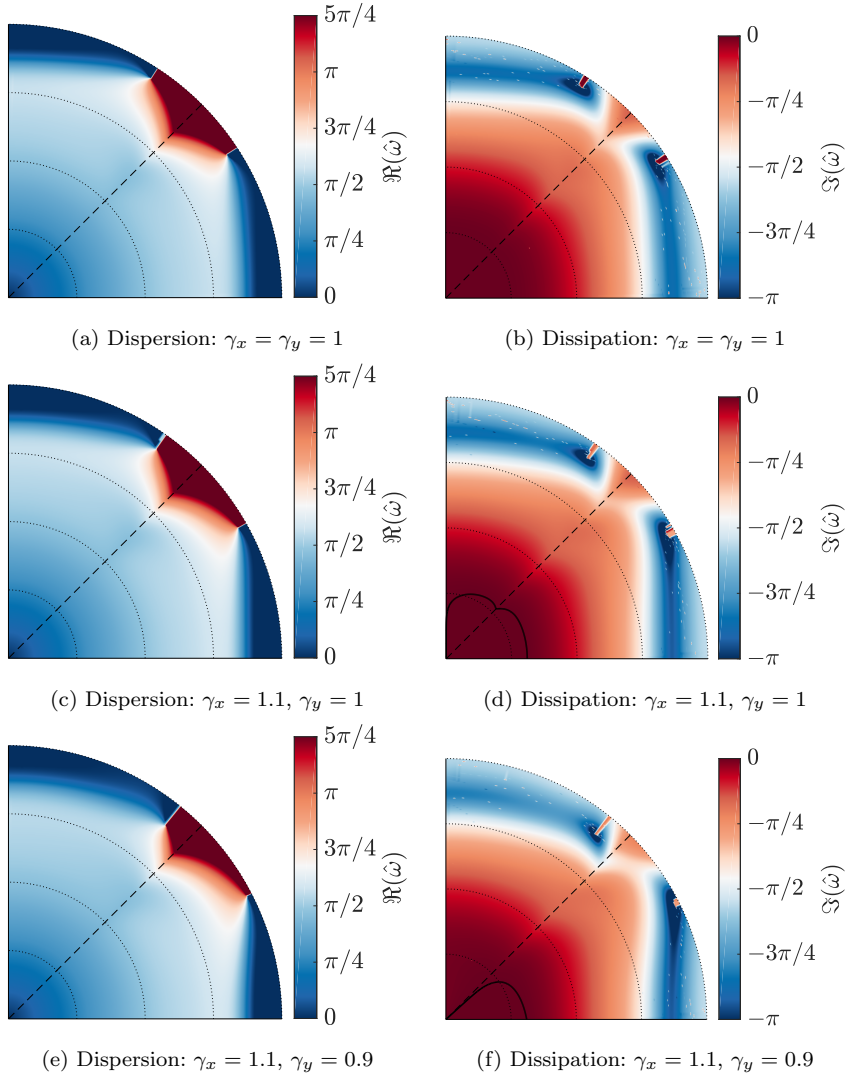 5π/4
π
3π/4
π/2
π/4
0
ℜ(ω̂)
0
−π/4
−π/2
−3π/4
−π
ℑ(ω̂)
(a) Dispersion: γx = γy = 1
(b) Dissipation: γx = γy = 1
5π/4
π
3π/4
π/2
π/4
0
ℜ(ω̂)
0
−π/4
−π/2
−3π/4
−π
ℑ(ω̂)
(c) Dispersion: γx = 1.1, γy = 1
(d) Dissipation: γx = 1.1, γy = 1
5π/4
π
3π/4
π/2
π/4
0
ℜ(ω̂)
0
−π/4
−π/2
−3π/4
−π
ℑ(ω̂)
(e) Dispersion: γx = 1.1, γy = 0.9
(f) Dissipation: γx = 1.1, γy = 0.9